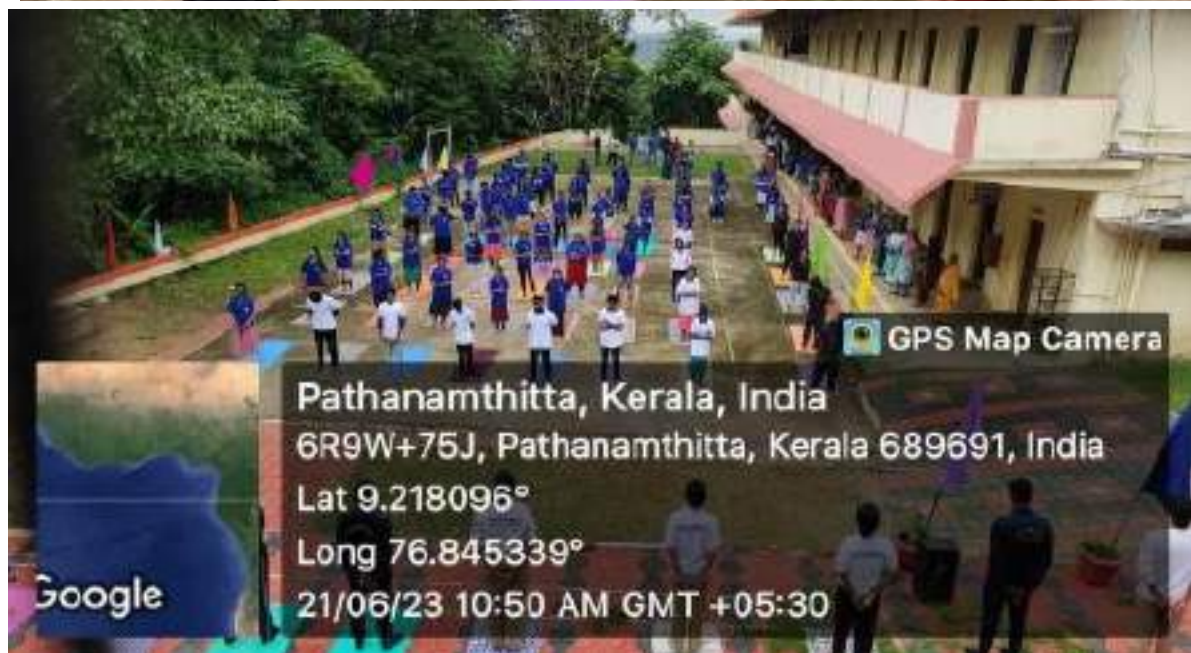 GPS Map Camera
Pathanamthitta, Kerala, India
6R9W+75J, Pathanamthitta, Kerala 689691, India
Lat 9.218096°
Long 76.845339°
21/06/23 10:50 AM GMT +05:30
Google